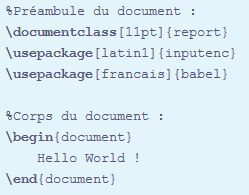 %Préambule du document :
\documentclass[11pt]{report}
\usepackage[latin1]{inputenc}
\usepackage[francais]{babel}

%Corps du document :
\begin{document}
    Hello World !
\end{document}